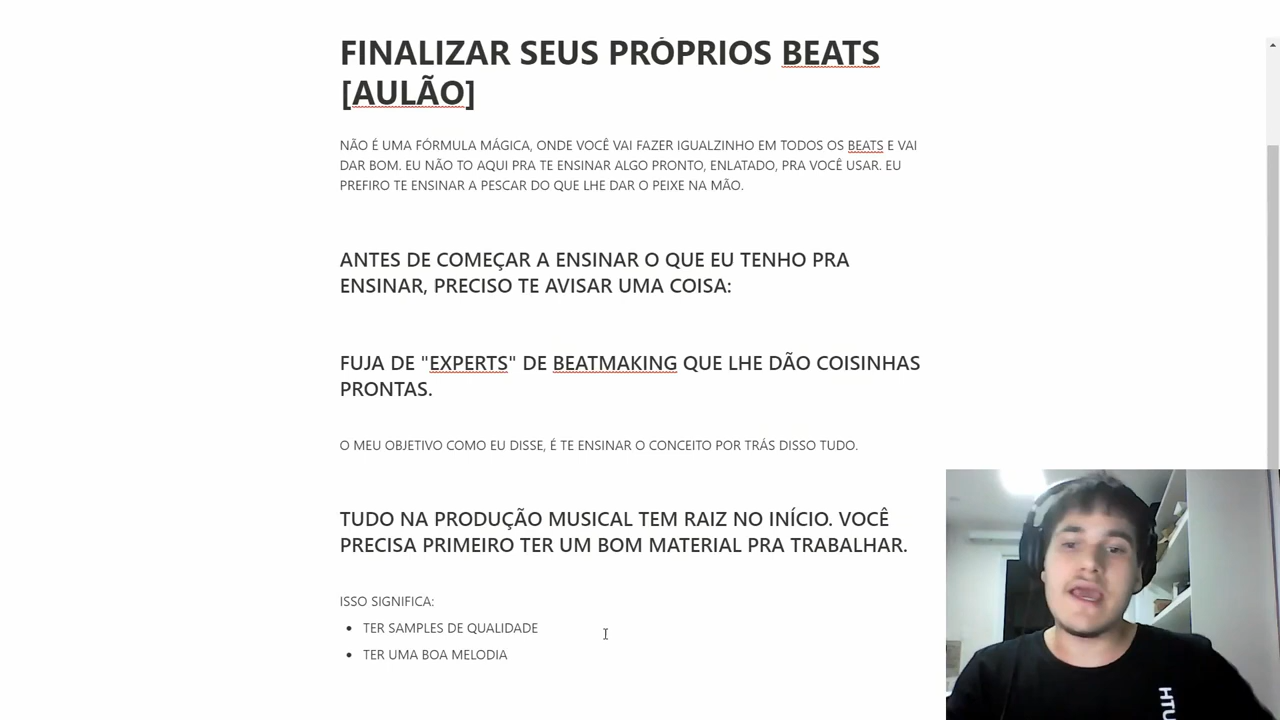 FINALIZAR SEUS PRÓPRIOS BEATS
[AULÃO]
NÃO É UMA FÓRMULA MÁGICA, ONDE VOCÊ VAI FAZER IGUALZINHO EM TODOS OS BEATS E VAI
DAR BOM. EU NÃO TO AQUI PRA TE ENSINAR ALGO PRONTO, ENLATADO, PRA VOCÊ USAR. EU
PREFIRO TE ENSINAR A PESCAR DO QUE LHE DAR O PEIXE NA MÃO.
ANTES DE COMEÇAR A ENSINAR O QUE EU TENHO PRA
ENSINAR, PRECISO TE AVISAR UMA COISA:
FUJA DE "EXPERTS" DE BEATMAKING QUE LHE DÃO COISINHAS
PRONTAS.
O MEU OBJETIVO COMO EU DISSE, É TE ENSINAR O CONCEITO POR TRÁS DISSO TUDO.
TUDO NA PRODUÇÃO MUSICAL TEM RAIZ NO INÍCIO. VOCÊ
PRECISA PRIMEIRO TER UM BOM MATERIAL PRA TRABALHAR.
ISSO SIGNIFICA:
• TER SAMPLES DE QUALIDADE
• TER UMA BOA MELODIA
HTU